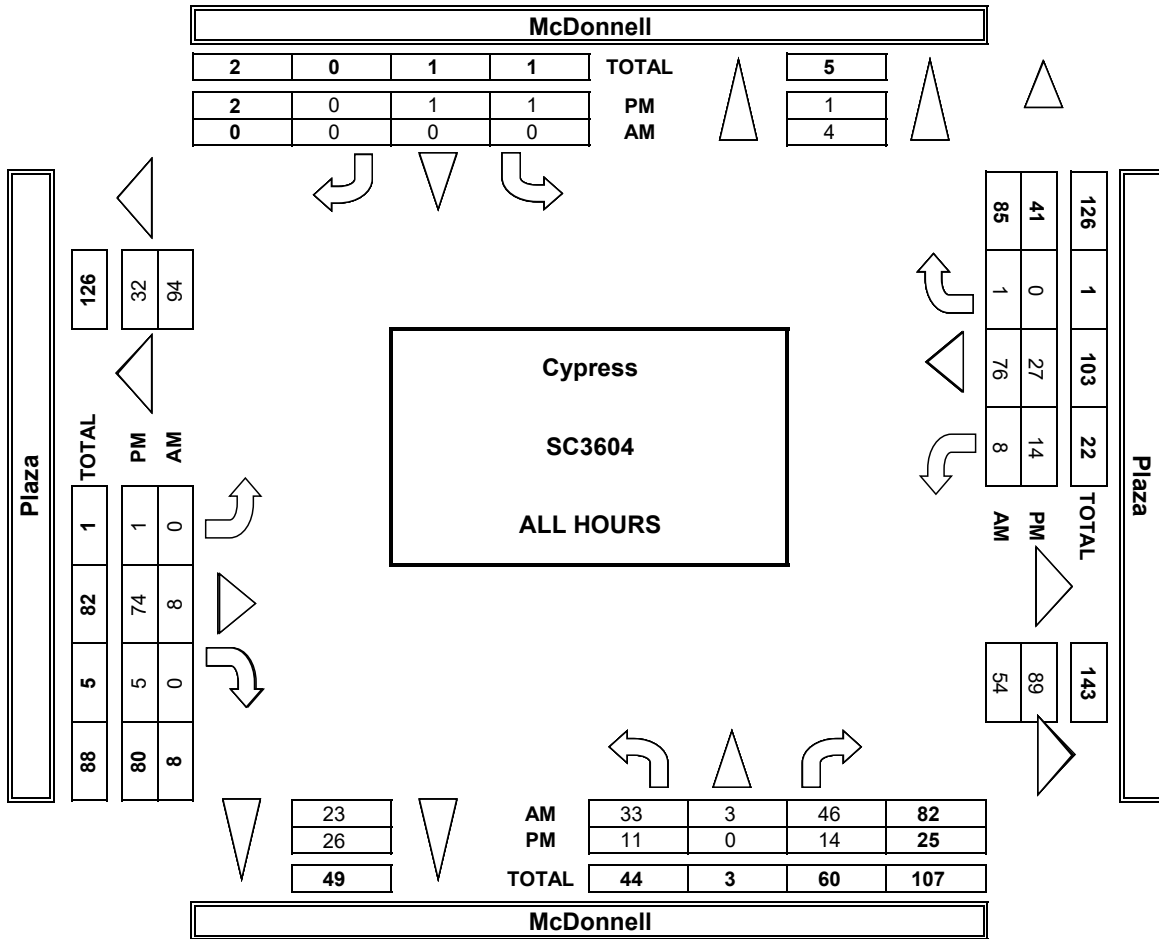 McDonnell
2 0 1 1 TOTAL 5
2 0 1 1 PM 1
0 0 0 0 AM 4
Plaza
126 32 94
TOTAL PM AM
1 1 0
82 74 8
5 5 0
88 80 8
Cypress
SC3604
ALL HOURS
85 41 126
1 0 1
76 27 103
8 14 22
AM PM TOTAL
54 89 143
Plaza
23 AM 33 3 46 82
26 PM 11 0 14 25
49 TOTAL 44 3 60 107
McDonnell